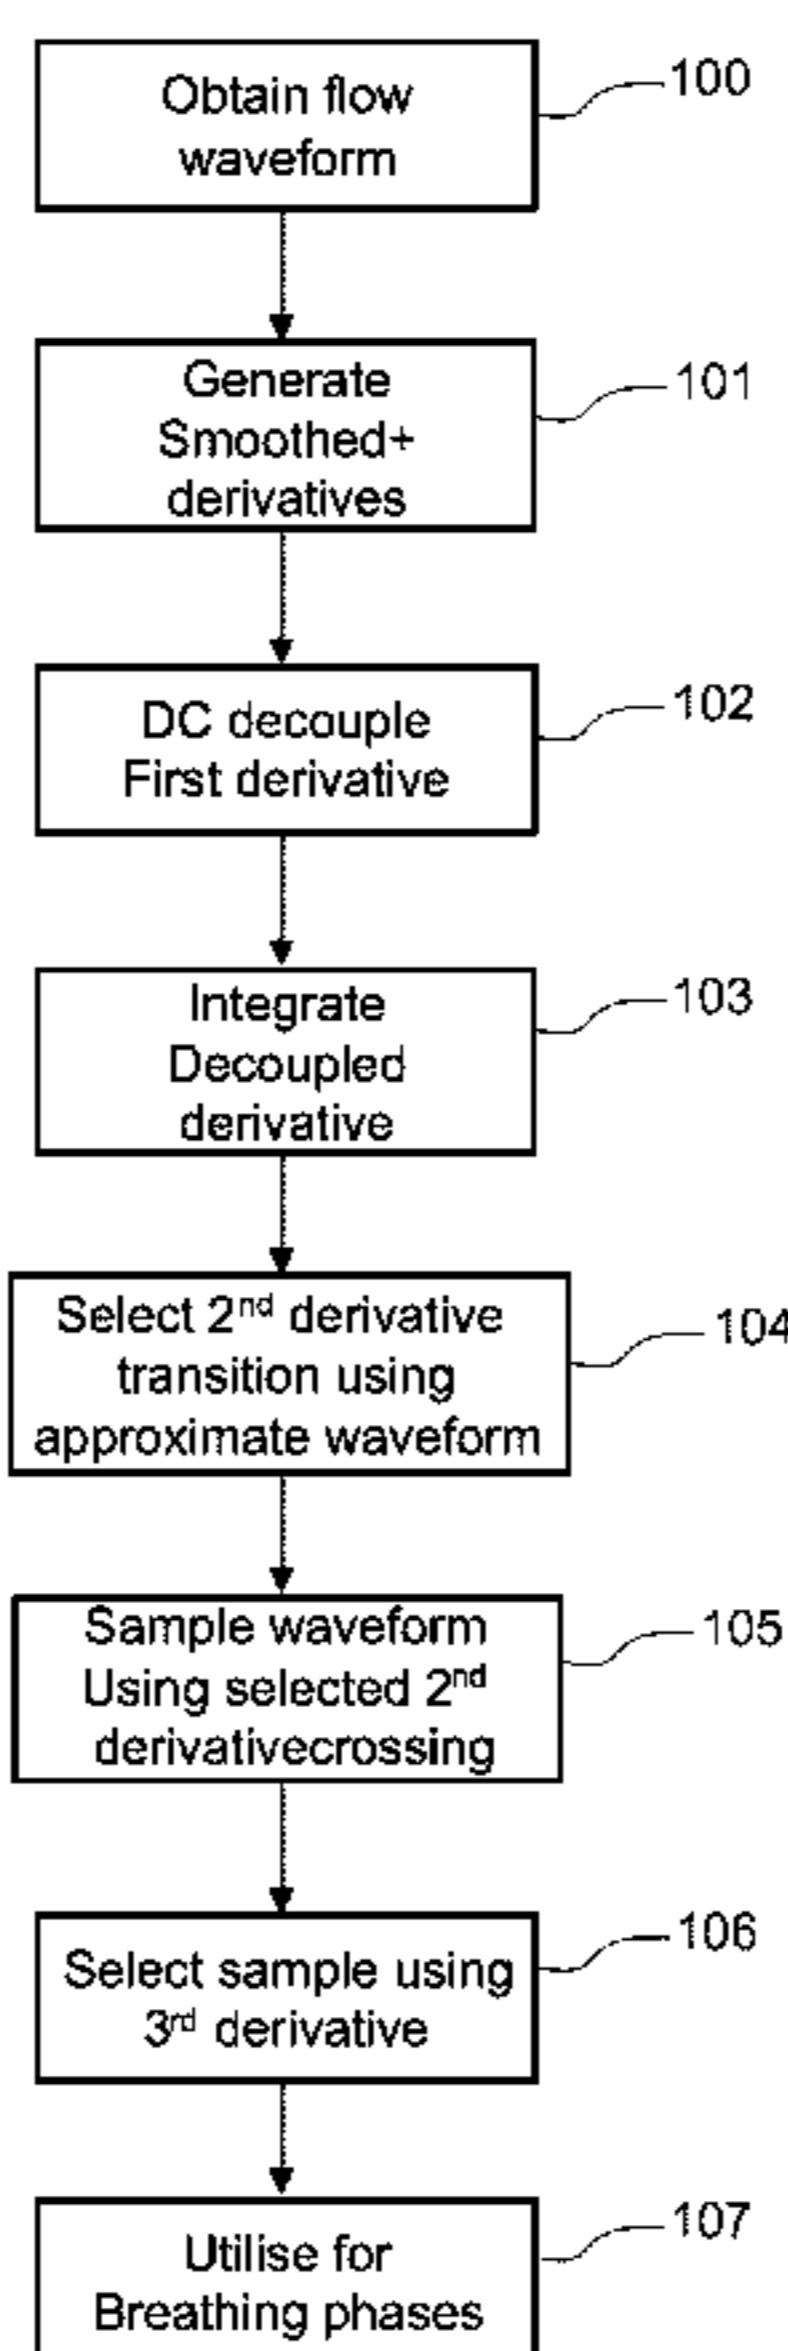 Obtain flow
waveform
100
Generate
Smoothed+
derivatives
101
DC decouple
First derivative
102
Integrate
Decoupled
derivative
103
Select 2nd derivative
transition using
approximate waveform
104
Sample waveform
Using selected 2nd
derivativecrossing
105
Select sample using
3rd derivative
106
Utilise for
Breathing phases
107